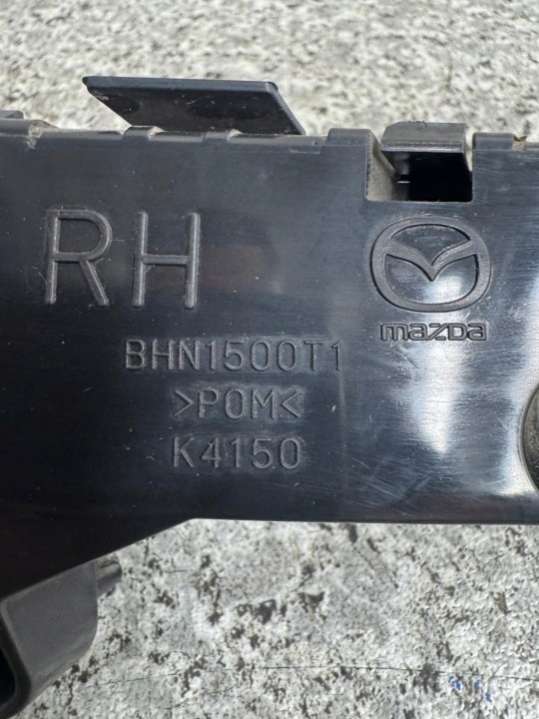 RH
mazda
BHN1500T1
>POM<
K4150